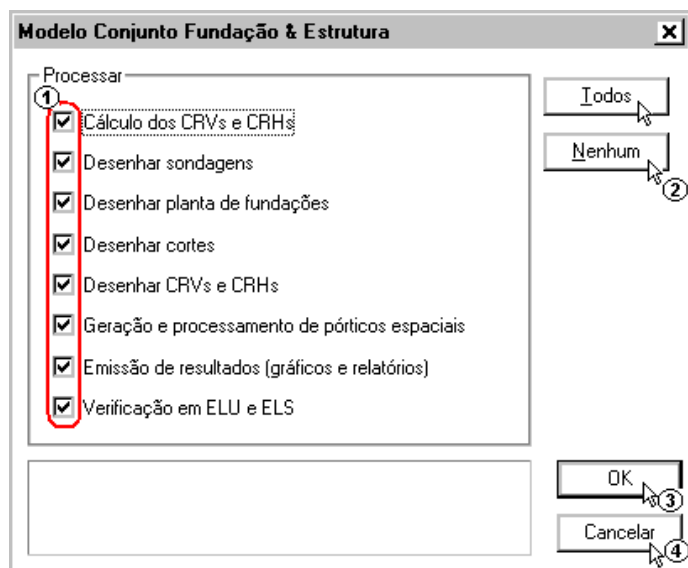 Modelo Conjunto Fundação & Estrutura
Processar
1
Cálculo dos CRVs e CRHs
Desenhar sondagens
Desenhar planta de fundações
Desenhar cortes
Desenhar CRVs e CRHs
Geração e processamento de pórticos espaciais
Emissão de resultados (gráficos e relatórios)
Verificação em ELU e ELS
Todos
Nenhum
2
OK
3
Cancelar
4